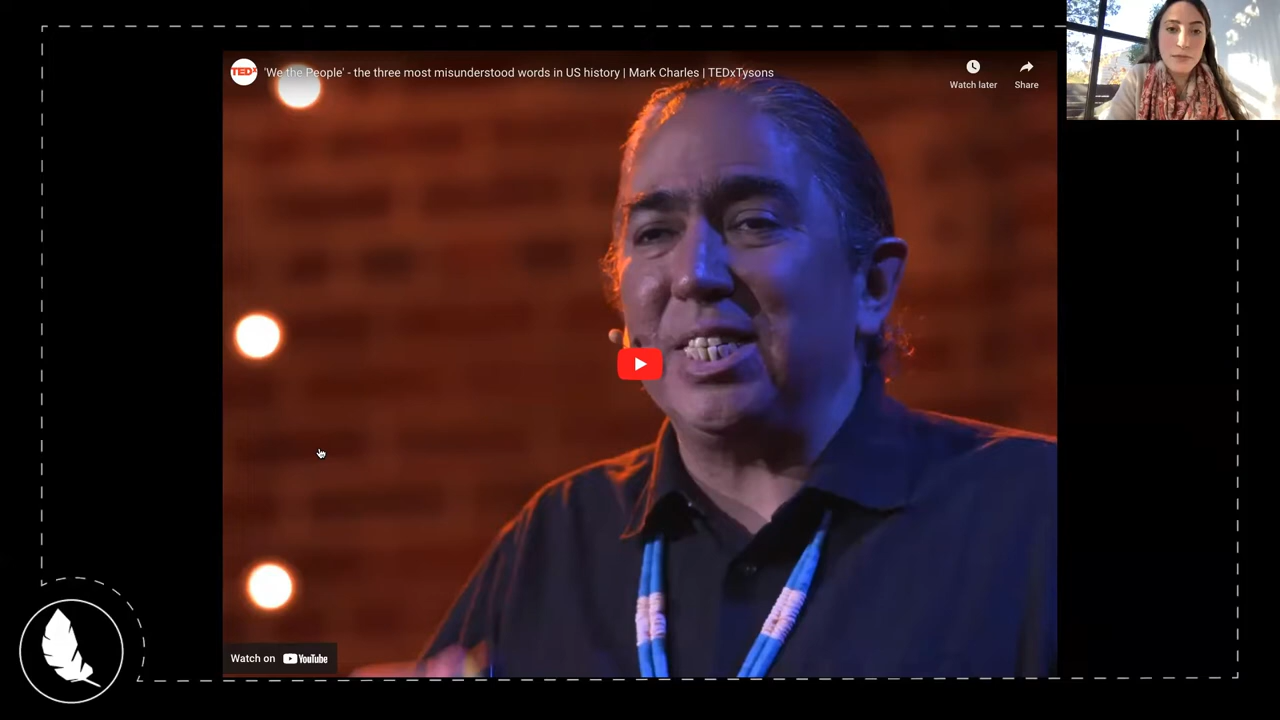 TEDx 'We the People' - the three most misunderstood words in US history | Mark Charles | TEDxTysons
Watch later
Share
Watch on YouTube